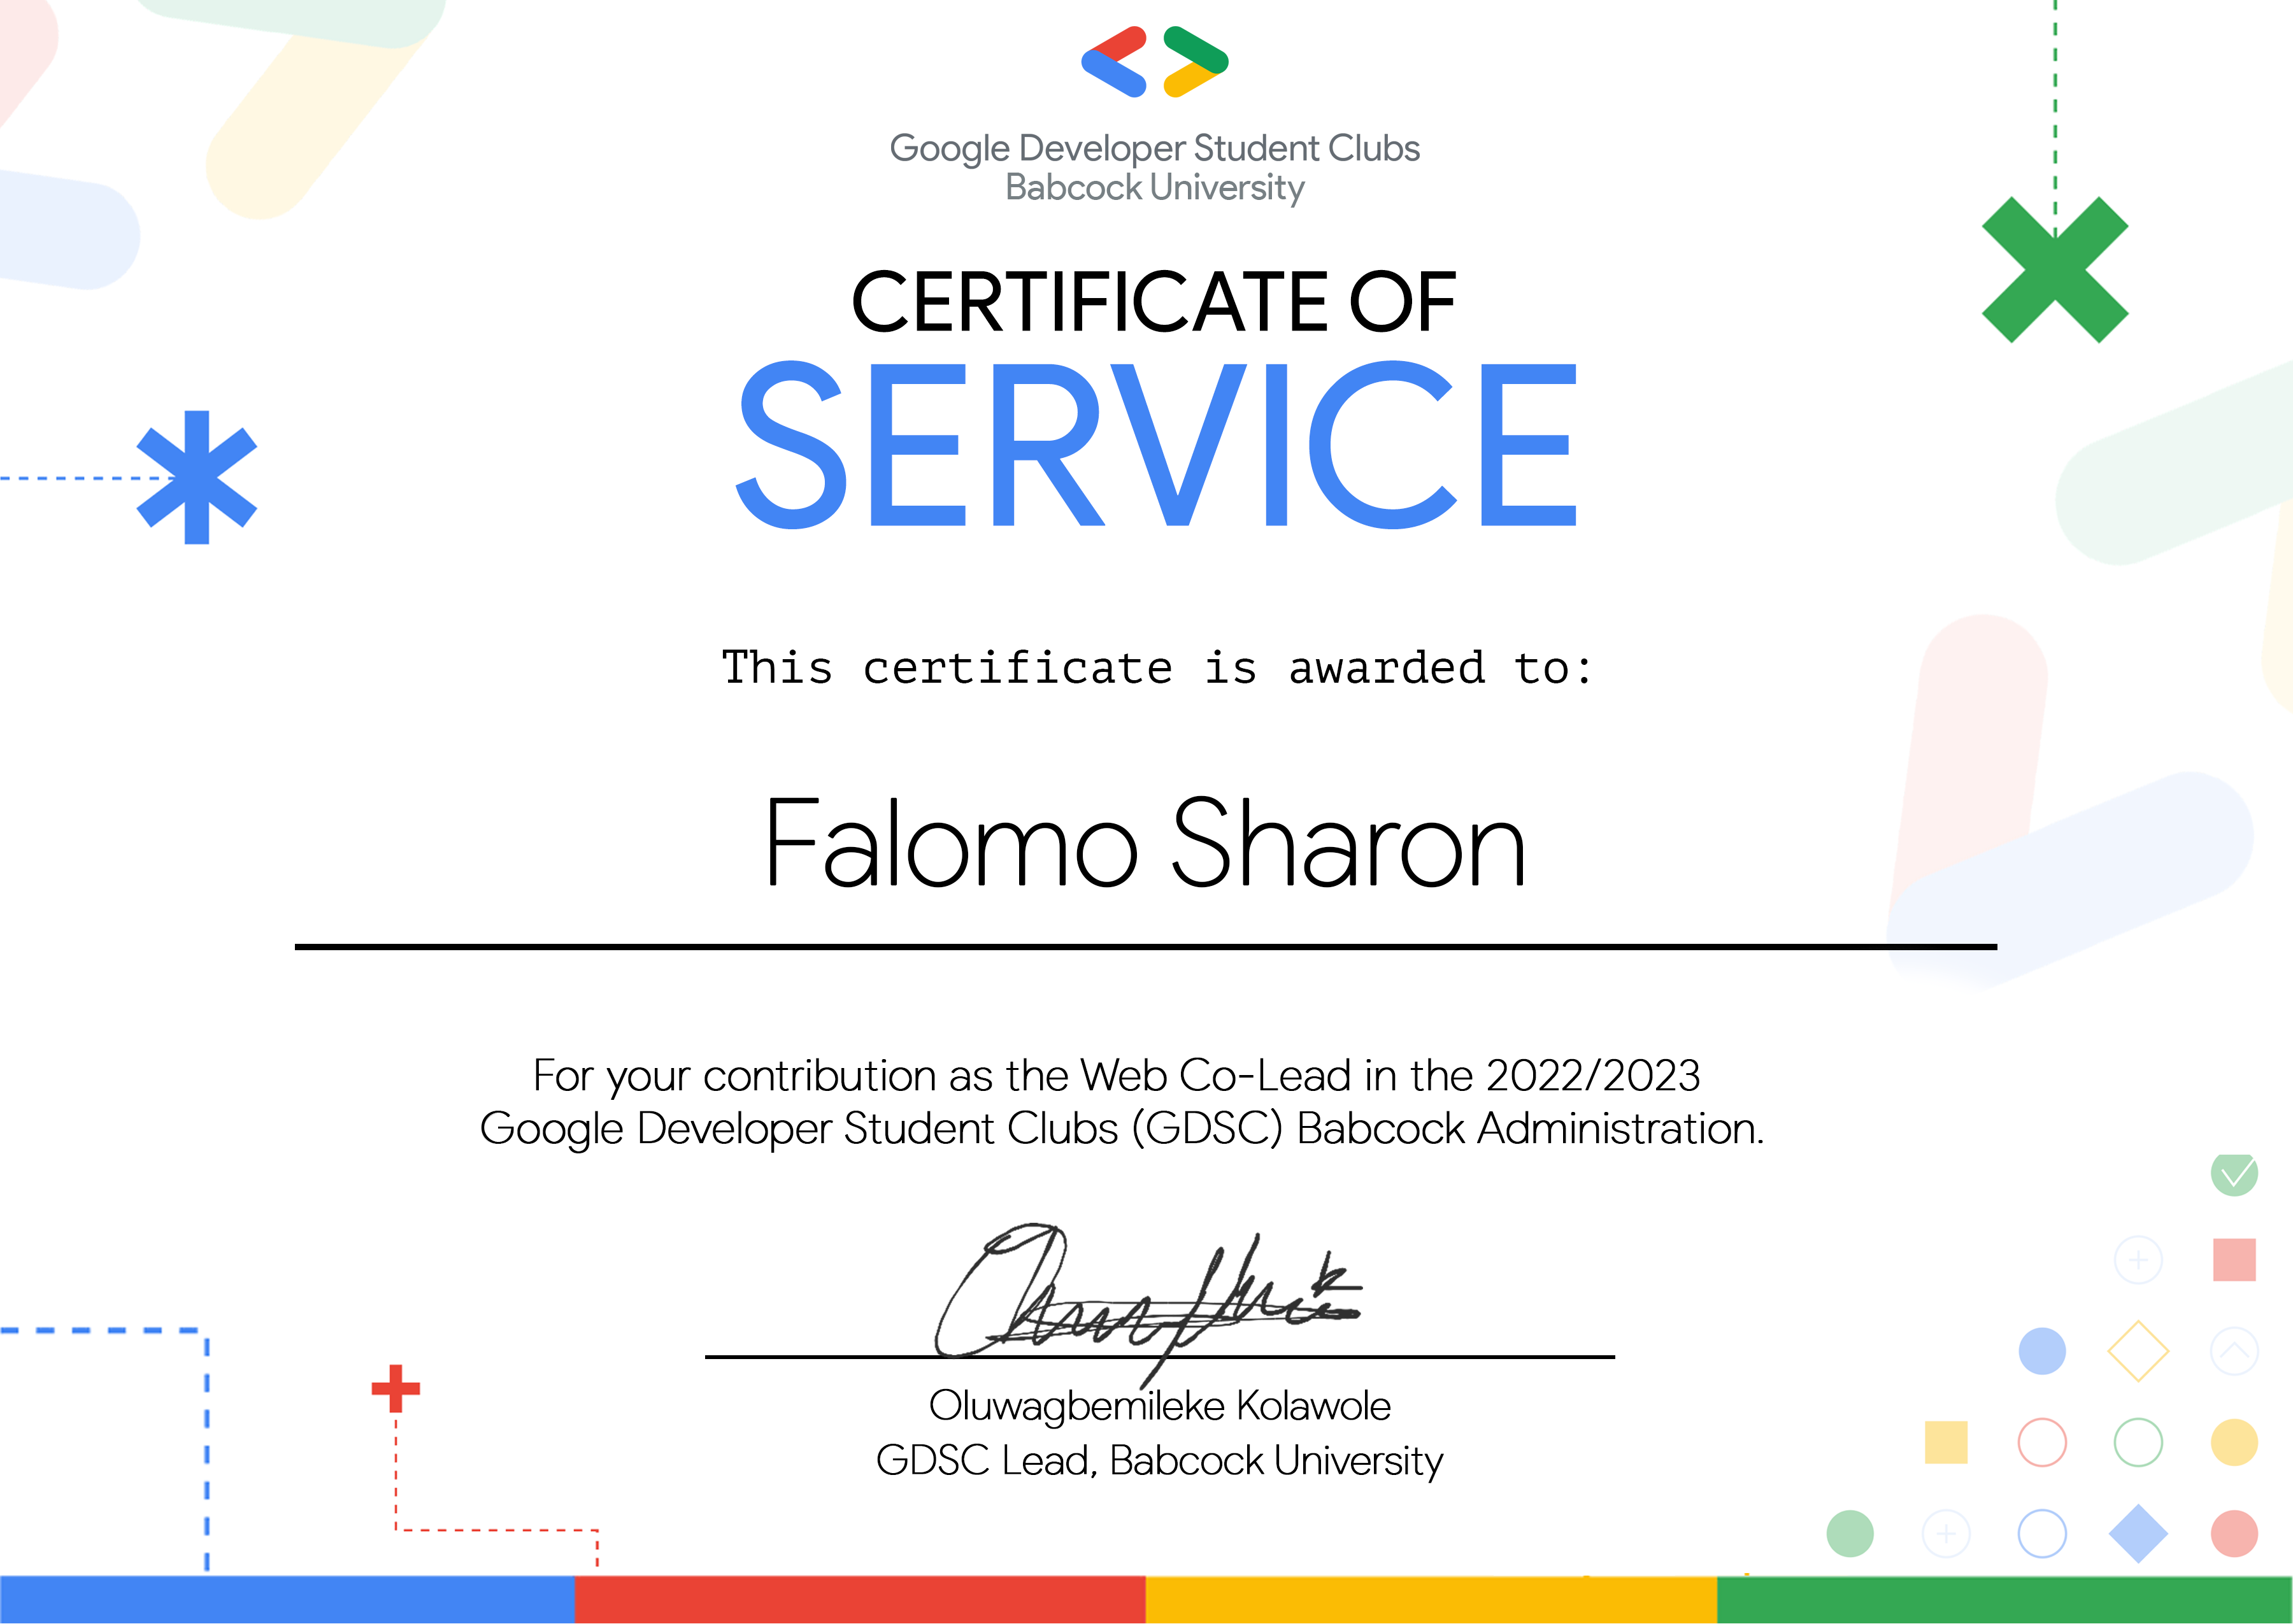 Google Developer Student Clubs
Babcock University
CERTIFICATE OF
SERVICE
This certificate is awarded to:
Falomo Sharon
For your contribution as the Web Co-Lead in the 2022/2023
Google Developer Student Clubs (GDSC) Babcock Administration.
Oluwagbemileke Kolawole
GDSC Lead, Babcock University